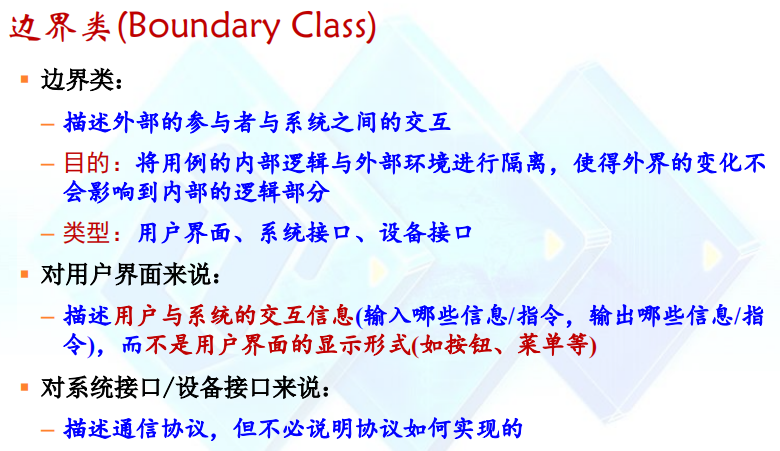 边界类(Boundary Class)
▪ 边界类：
– 描述外部的参与者与系统之间的交互
– 目的：将用例的内部逻辑与外部环境进行隔离，使得外界的变化不
会影响到内部的逻辑部分
– 类型：用户界面、系统接口、设备接口
▪ 对用户界面来说：
– 描述用户与系统的交互信息(输入哪些信息/指令，输出哪些信息/指
令)，而不是用户界面的显示形式(如按钮、菜单等)
▪ 对系统接口/设备接口来说：
– 描述通信协议，但不必说明协议如何实现的